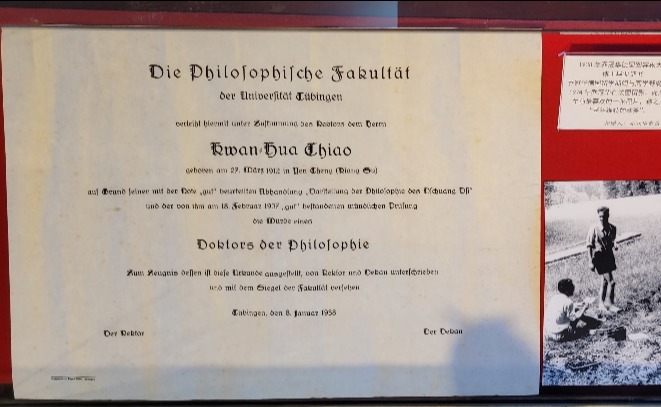 Die Philosophische Fakultät
der Universität Tübingen
verleiht hiermit unter Zustimmung des Rektors dem Herrn
Kwan-Hua Chiao
geboren am 27. März 1912 in Yen Cheng (Kiang Su)
auf Grund seiner mit der Note „gut" beurteilten Abhandlung „Darstellung der Philosophie des Dschuang Dsi"
und der von ihm am 18. Februar 1937 „gut" bestandenen mündlichen Prüfung
die Würde eines
Doktors der Philosophie
Zum Zeugnis dessen ist diese Urkunde ausgestellt, von Rektor und Dekan unterschrieben
und mit dem Siegel der Fakultät versehen
Tübingen, den 8. Januar 1938
Der Rektor
Der Dekan